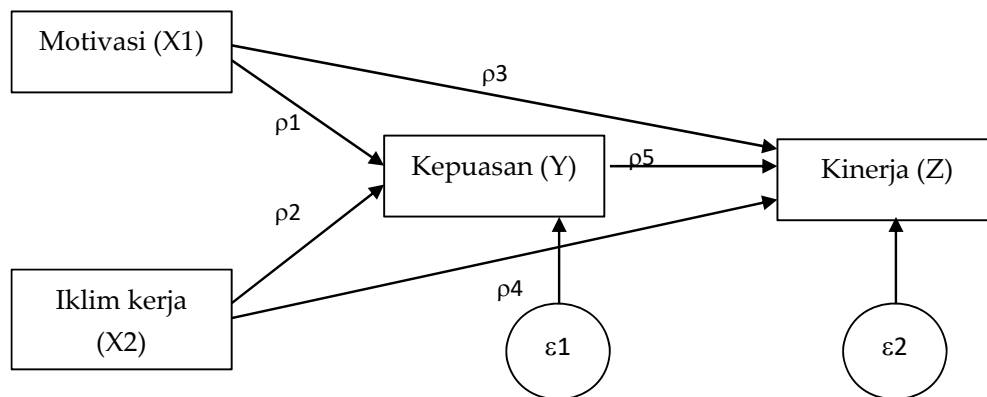 Motivasi (X1)
ρ3
ρ1
Kepuasan (Y)
ρ5
Kinerja (Z)
ρ2
Iklim kerja
(X2)
ρ4
ε1
ε2